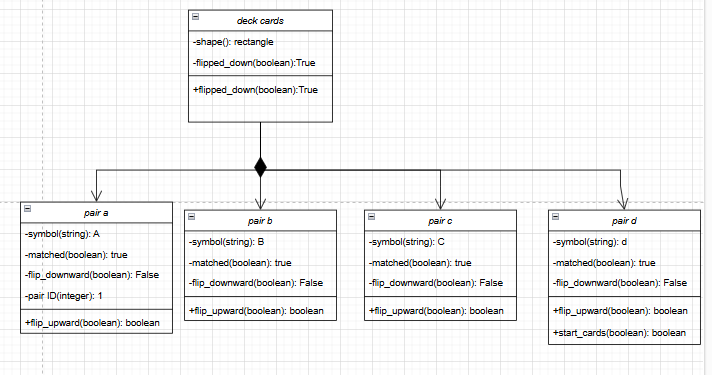 deck cards
-shape(): rectangle
-flipped_down(boolean):True
+flipped_down(boolean):True
pair a
-symbol(string): A
-matched(boolean): true
-flip_downward(boolean): False
-pair ID(integer): 1
+flip_upward(boolean): boolean
pair b
-symbol(string): B
-matched(boolean): true
-flip_downward(boolean): False
+flip_upward(boolean): boolean
pair c
-symbol(string): C
-matched(boolean): true
-flip_downward(boolean): False
+flip_upward(boolean): boolean
pair d
-symbol(string): d
-matched(boolean): true
-flip_downward(boolean): False
+flip_upward(boolean): boolean
+start_cards(boolean): boolean